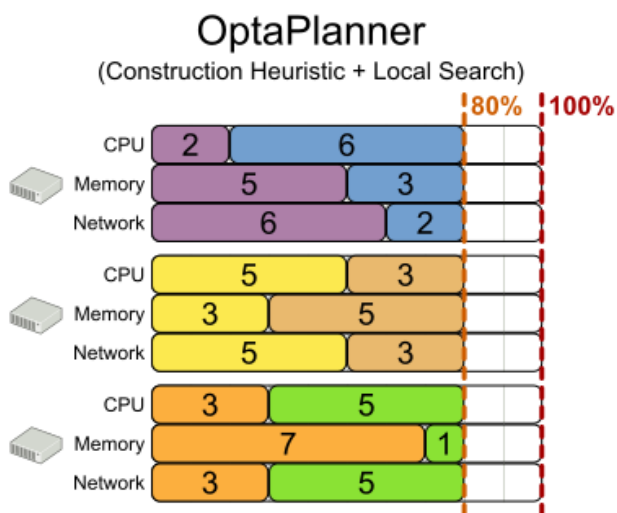 OptaPlanner
(Construction Heuristic + Local Search)
80% 100%
CPU 2 6
Memory 5 3
Network 6 2
CPU 5 3
Memory 3 5
Network 5 3
CPU 3 5
Memory 7 1
Network 3 5